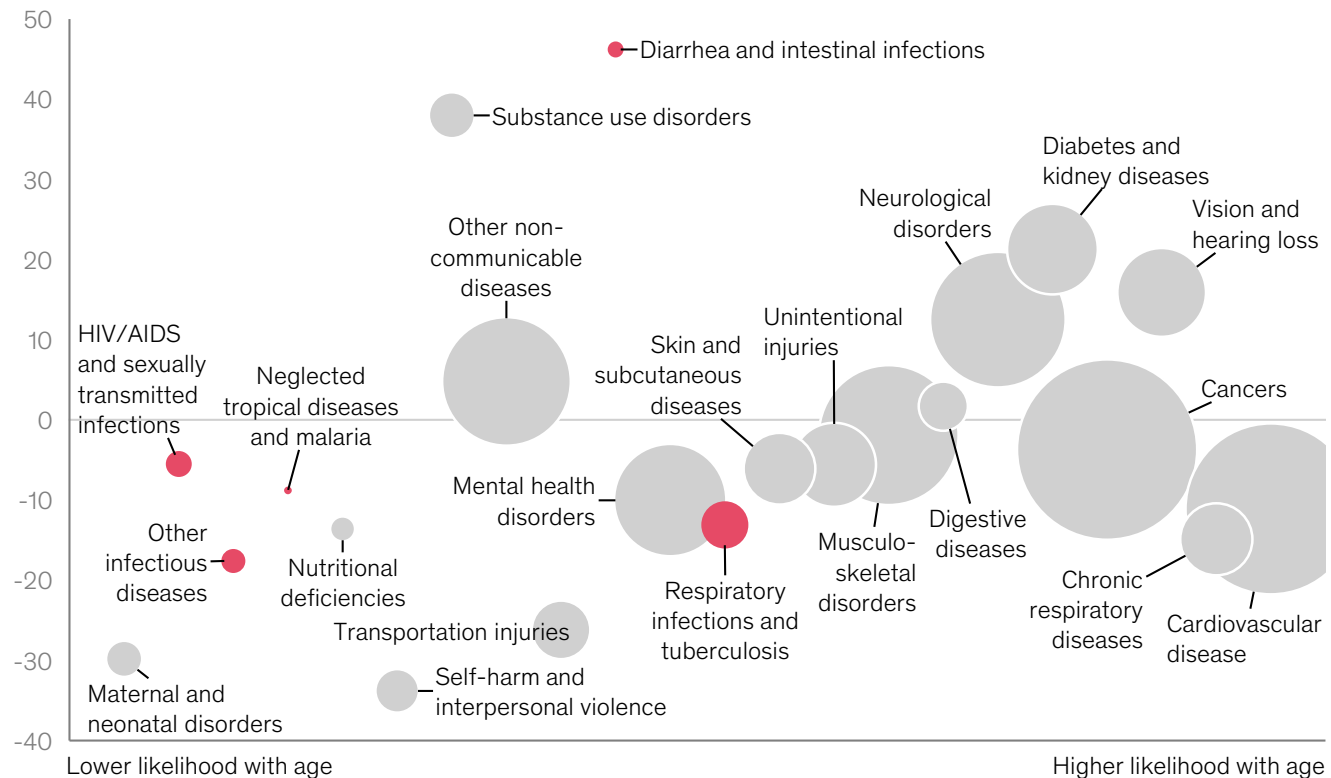 50
40
30
20
10
0
-10
-20
-30
-40
Diarrhea and intestinal infections
Substance use disorders
Diabetes and
kidney diseases
Neurological
disorders
Vision and
hearing loss
Other non-
communicable
diseases
Unintentional
injuries
HIV/AIDS
and sexually
transmitted
infections
Neglected
tropical diseases
and malaria
Skin and
subcutaneous
diseases
Cancers
Mental health
disorders
Other
infectious
diseases
Nutritional
deficiencies
Musculo-
skeletal
disorders
Digestive
diseases
Respiratory
infections and
tuberculosis
Chronic
respiratory
diseases
Cardiovascular
disease
Transportation injuries
Maternal and
neonatal disorders
Self-harm and
interpersonal violence
Lower likelihood with age
Higher likelihood with age